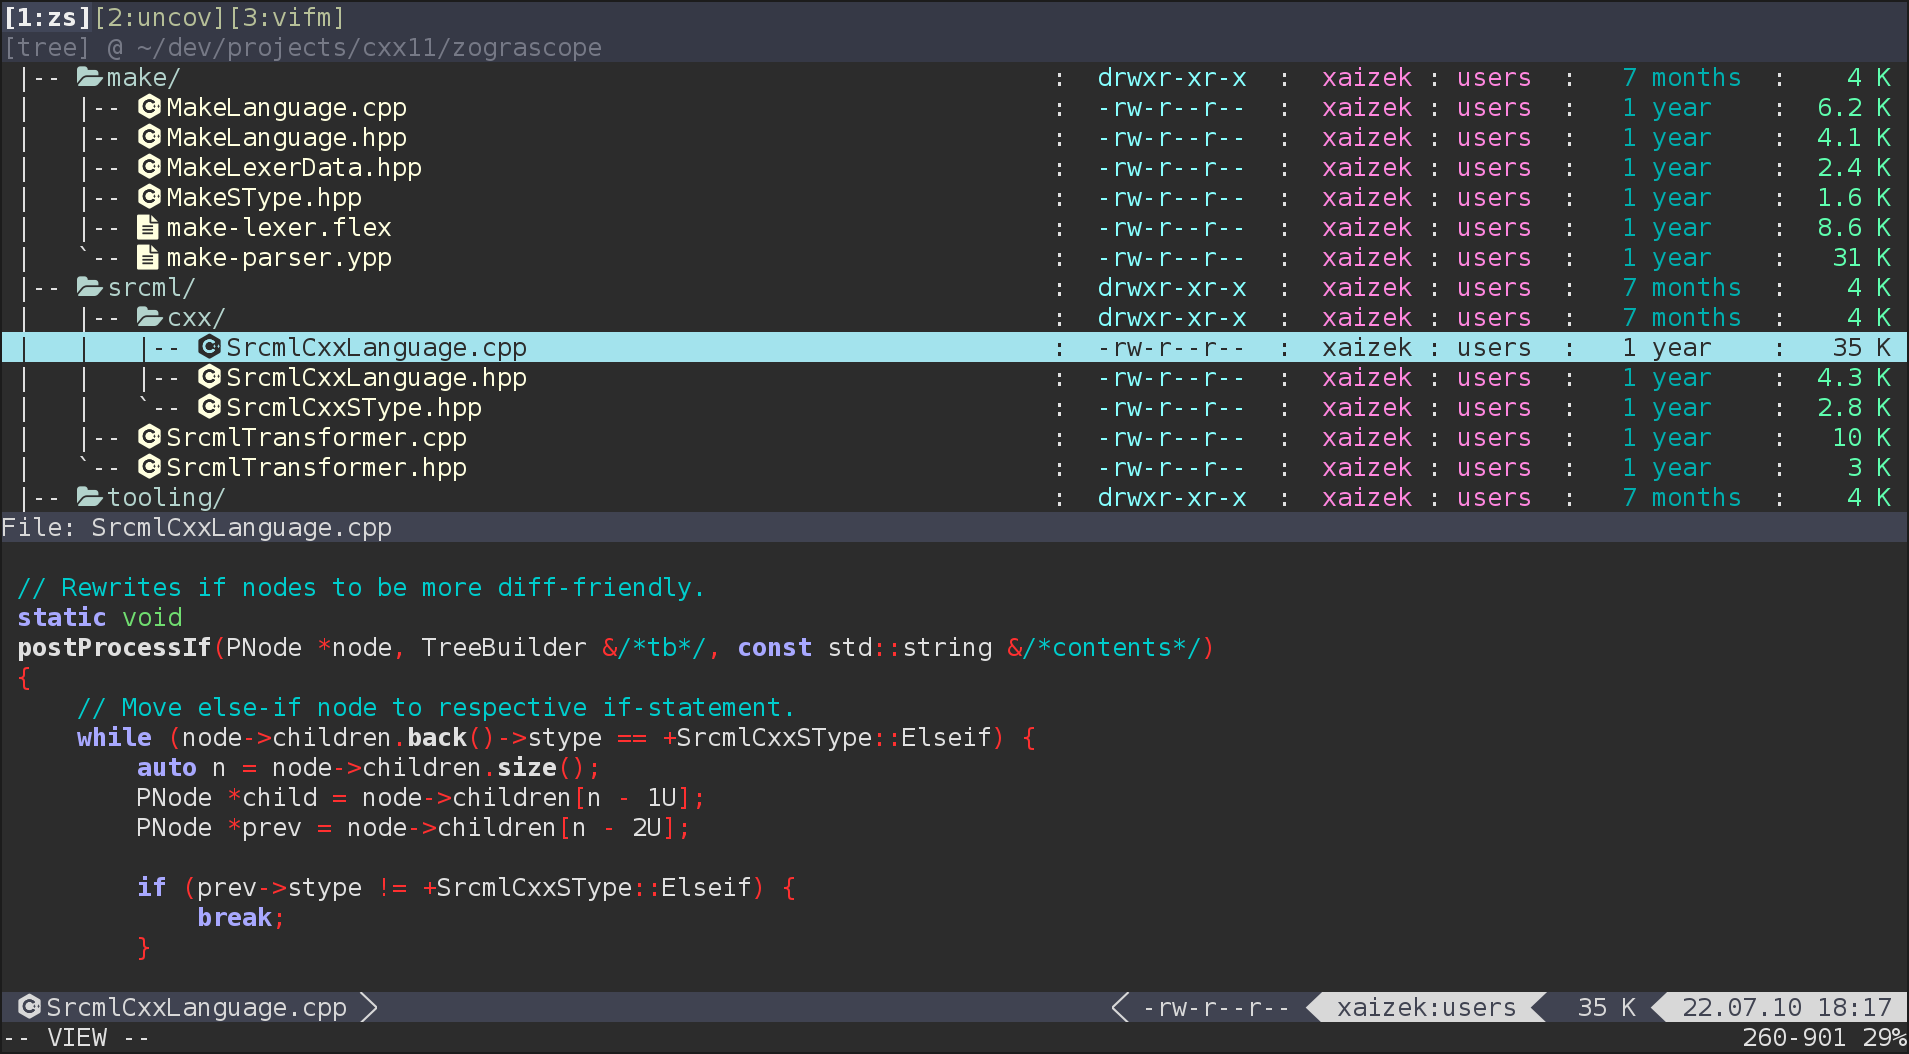 [1:zs][2:uncov][3:vifm]
[tree] @ ~/dev/projects/cxx11/zograscope
|-- make/ : drwxr-xr-x : xaizek : users : 7 months : 4 K
|   |-- MakeLanguage.cpp : -rw-r--r-- : xaizek : users : 1 year : 6.2 K
|   |-- MakeLanguage.hpp : -rw-r--r-- : xaizek : users : 1 year : 4.1 K
|   |-- MakeLexerData.hpp : -rw-r--r-- : xaizek : users : 1 year : 2.4 K
|   |-- MakeSType.hpp : -rw-r--r-- : xaizek : users : 1 year : 1.6 K
|   |-- make-lexer.flex : -rw-r--r-- : xaizek : users : 1 year : 8.6 K
|   `-- make-parser.ypp : -rw-r--r-- : xaizek : users : 1 year : 31 K
|-- srcml/ : drwxr-xr-x : xaizek : users : 7 months : 4 K
|   |-- cxx/ : drwxr-xr-x : xaizek : users : 7 months : 4 K
|   |   |-- SrcmlCxxLanguage.cpp : -rw-r--r-- : xaizek : users : 1 year : 35 K
|   |   |-- SrcmlCxxLanguage.hpp : -rw-r--r-- : xaizek : users : 1 year : 4.3 K
|   |   `-- SrcmlCxxSType.hpp : -rw-r--r-- : xaizek : users : 1 year : 2.8 K
|   |-- SrcmlTransformer.cpp : -rw-r--r-- : xaizek : users : 1 year : 10 K
|   `-- SrcmlTransformer.hpp : -rw-r--r-- : xaizek : users : 1 year : 3 K
|-- tooling/ : drwxr-xr-x : xaizek : users : 7 months : 4 K
File: SrcmlCxxLanguage.cpp
// Rewrites if nodes to be more diff-friendly.
static void
postProcessIf(PNode *node, TreeBuilder &/*tb*/, const std::string &/*contents*/)
{
    // Move else-if node to respective if-statement.
    while (node->children.back()->stype == +SrcmlCxxSType::Elseif) {
        auto n = node->children.size();
        PNode *child = node->children[n - 1U];
        PNode *prev = node->children[n - 2U];
        if (prev->stype != +SrcmlCxxSType::Elseif) {
            break;
        }
SrcmlCxxLanguage.cpp -rw-r--r-- xaizek:users 35 K 22.07.10 18:17
-- VIEW -- 260-901 29%